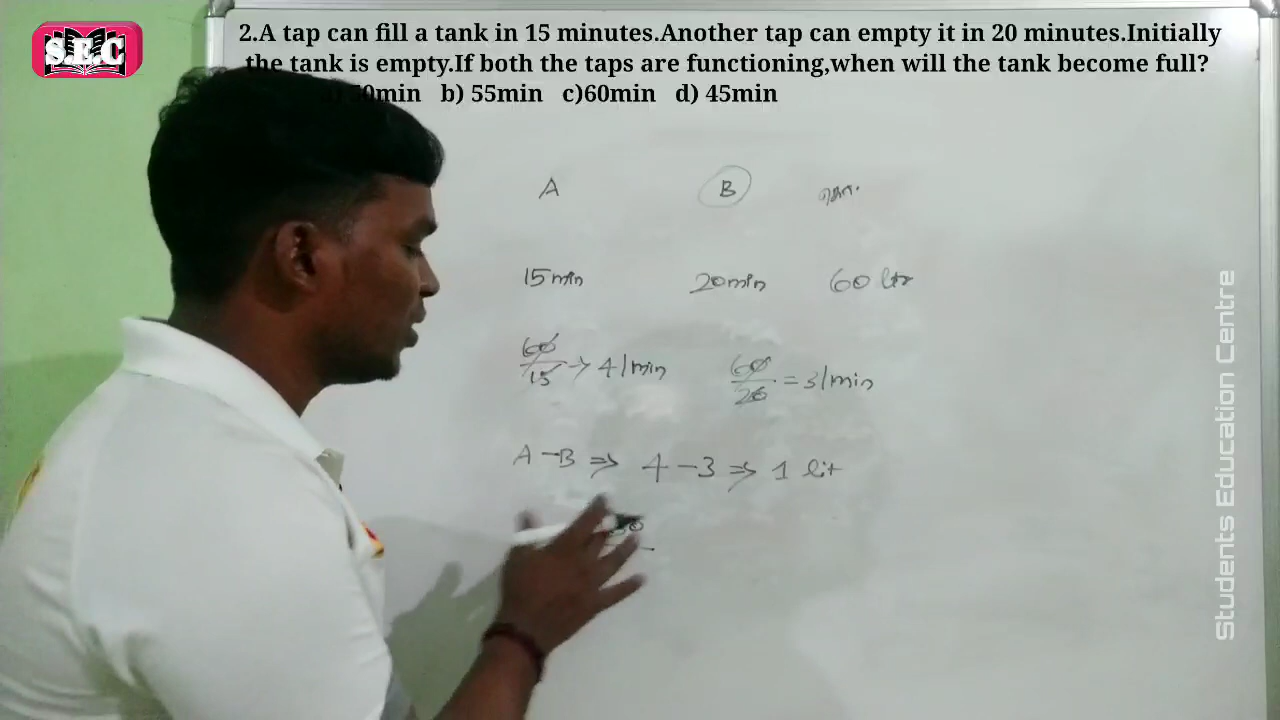 S.E.C
2.A tap can fill a tank in 15 minutes.Another tap can empty it in 20 minutes.Initially
the tank is empty.If both the taps are functioning,when will the tank become full?
0min b) 55min c)60min d) 45min
A B
15min 20min 60 litr
60/15 → 4/min 60/20 = 3/min
A-B ⇒ 4-3 ⇒ 1 lit
Students Education Centre